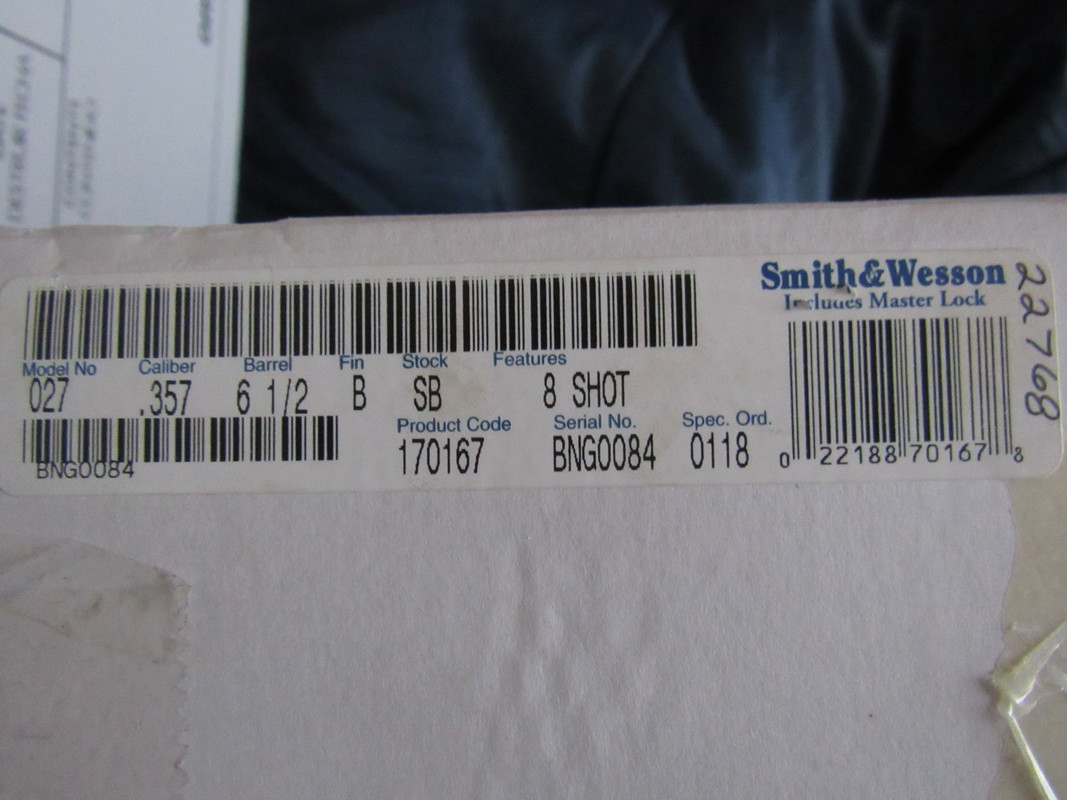 Smith&Wesson
Includes Master Lock
22768
Model No Caliber Barrel Fin Stock Features
027 .357 6 1/2 B SB 8 SHOT
Product Code Serial No. Spec. Ord.
170167 BNG0084 0118
BNG0084
0 22188 70167 8